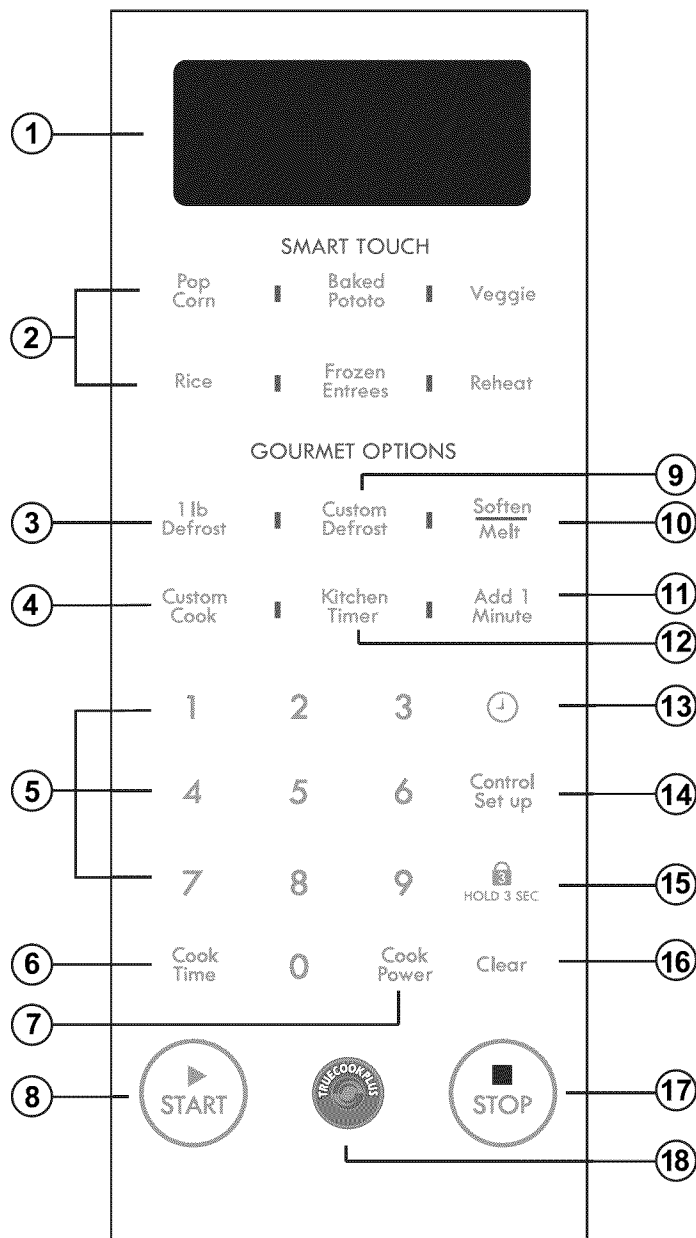 1
SMART TOUCH
Pop
Corn
Baked
Pototo
Veggie
2
Rice
Frozen
Entrees
Reheat
GOURMET OPTIONS
9
3
1 lb
Defrost
Custom
Defrost
Soften
Melt
10
4
Custom
Cook
Kitchen
Timer
Add 1
Minute
11
12
1 2 3
13
5
4 5 6
Control
Set up
14
7 8 9
3
HOLD 3 SEC
15
6
Cook
Time
0
Cook
Power
Clear
16
7
8
START
TRUECOOKPLUS
STOP
17
18